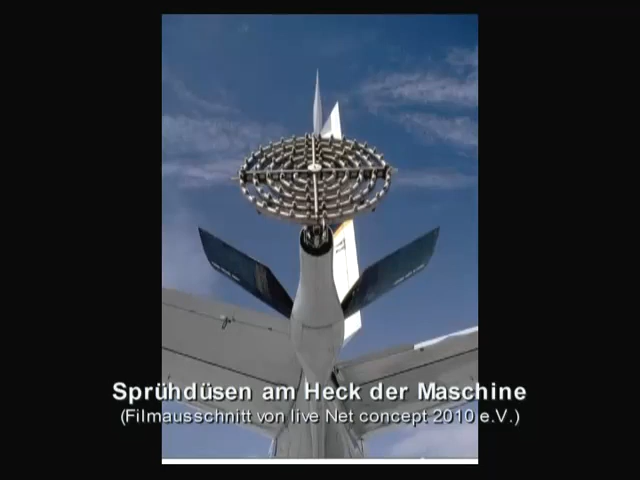 Sprühdüsen am Heck der Maschine
(Filmausschnitt von live Net concept 2010 e.V.)